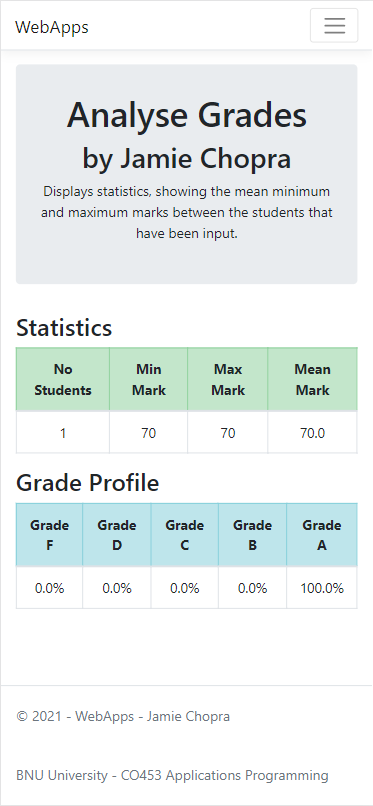 WebApps
Analyse Grades
by Jamie Chopra
Displays statistics, showing the mean minimum
and maximum marks between the students that
have been input.
Statistics
No Students Min Mark Max Mark Mean Mark
1 70 70 70.0
Grade Profile
Grade F Grade D Grade C Grade B Grade A
0.0% 0.0% 0.0% 0.0% 100.0%
© 2021 - WebApps - Jamie Chopra
BNU University - CO453 Applications Programming